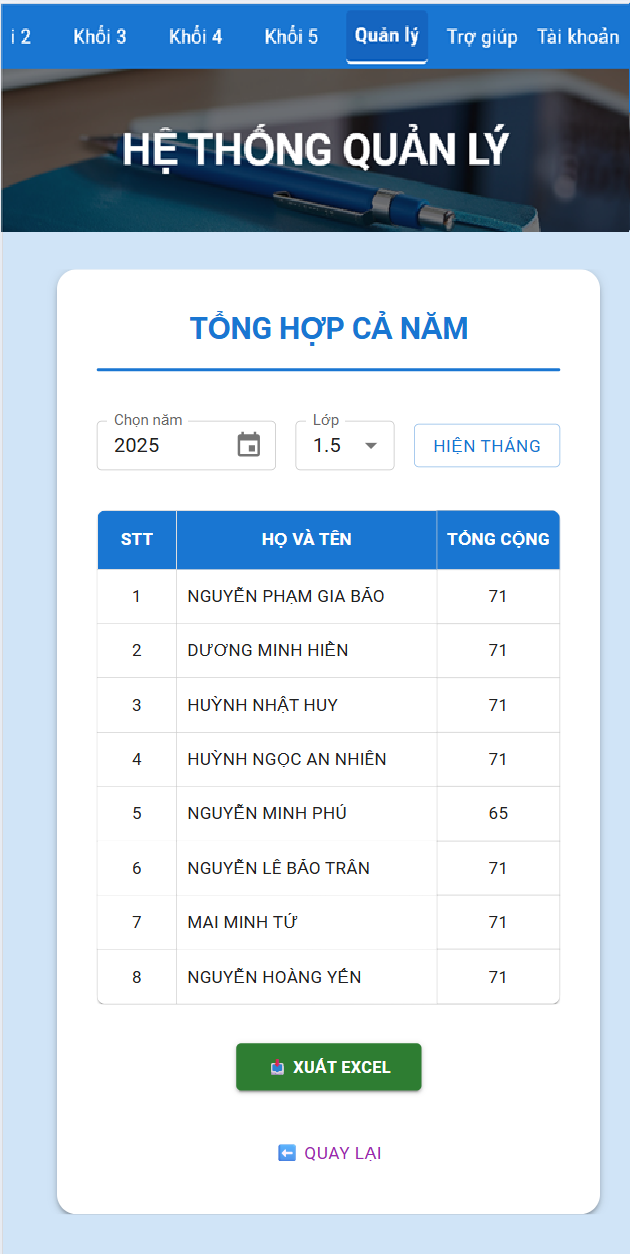 i 2 Khối 3 Khối 4 Khối 5 Quản lý Trợ giúp Tài khoản
HỆ THỐNG QUẢN LÝ
TỔNG HỢP CẢ NĂM
Chọn năm Lớp
2025 1.5 HIỆN THÁNG
STT HỌ VÀ TÊN TỔNG CỘNG
1 NGUYỄN PHẠM GIA BẢO 71
2 DƯƠNG MINH HIỀN 71
3 HUỲNH NHẬT HUY 71
4 HUỲNH NGỌC AN NHIÊN 71
5 NGUYỄN MINH PHÚ 65
6 NGUYỄN LÊ BẢO TRÂN 71
7 MAI MINH TỨ 71
8 NGUYỄN HOÀNG YẾN 71
XUẤT EXCEL
QUAY LẠI